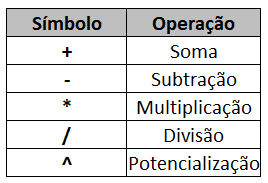 Símbolo Operação
+ Soma
- Subtração
* Multiplicação
/ Divisão
^ Potencialização